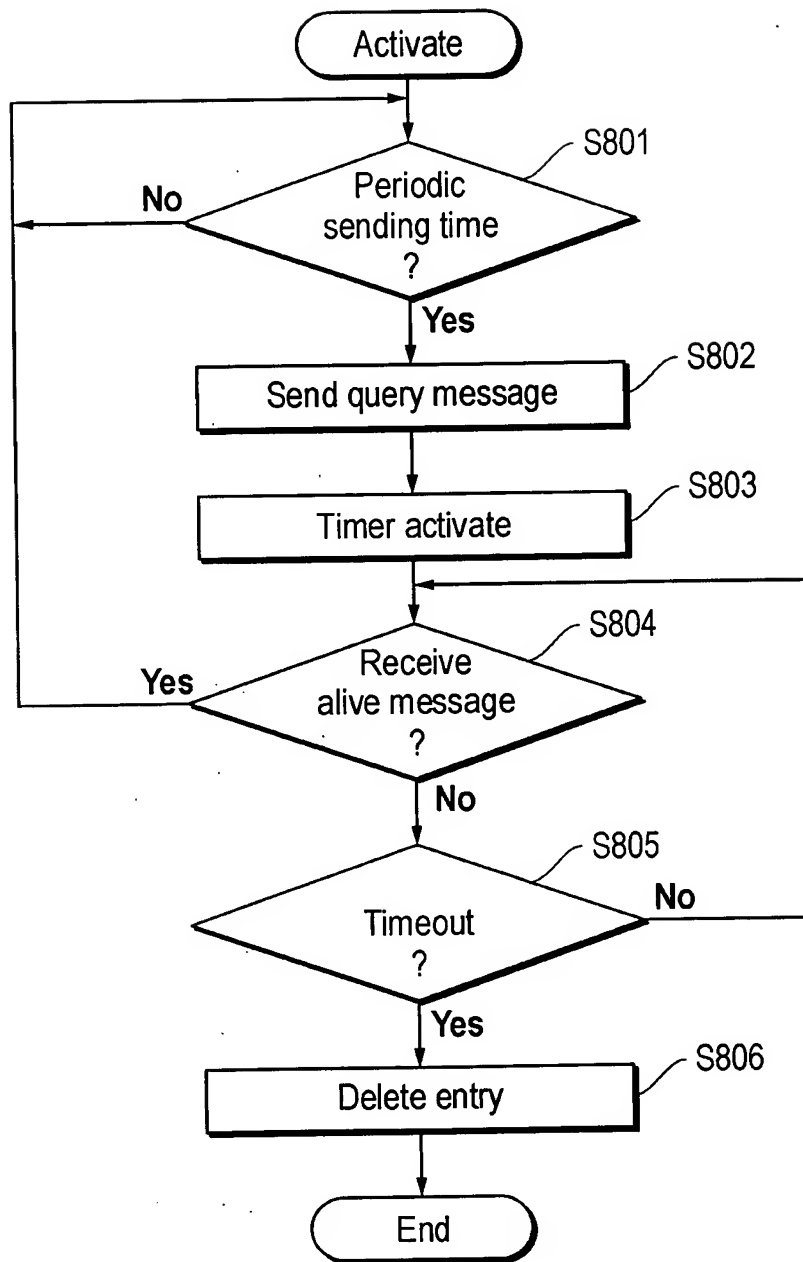 Activate
S801
No
Periodic
sending time
?
Yes
S802
Send query message
S803
Timer activate
S804
Yes
Receive
alive message
?
No
S805
No
Timeout
?
Yes
S806
Delete entry
End